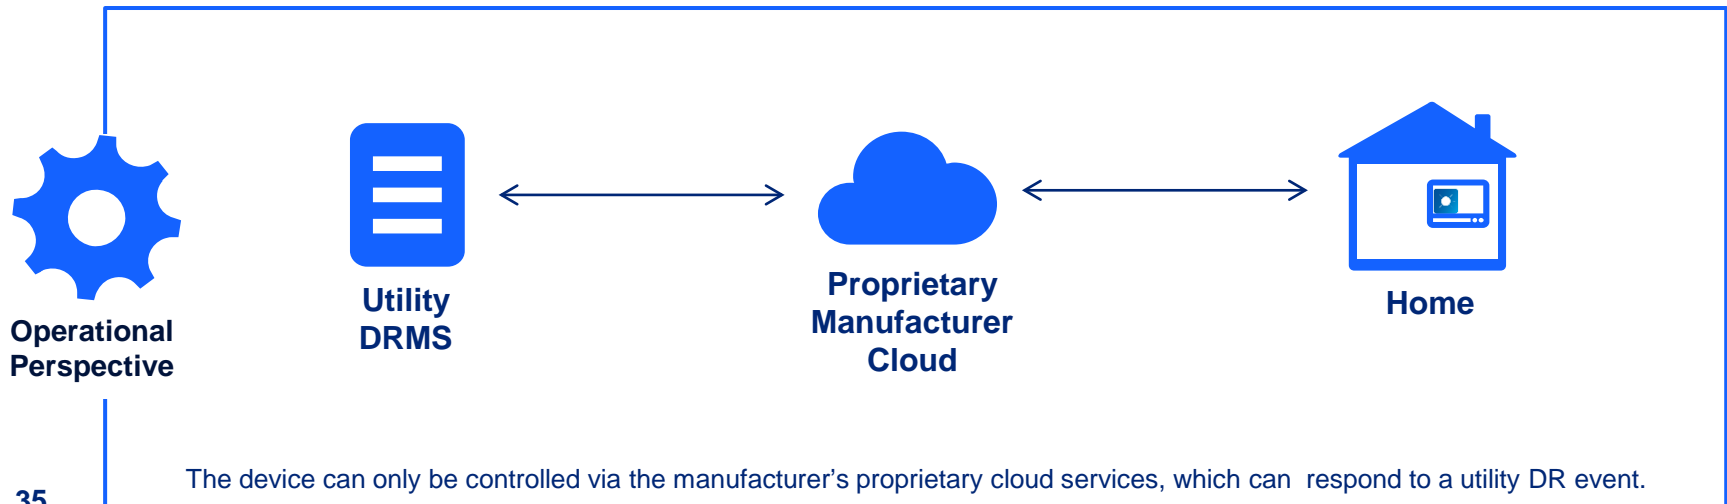 Operational
Perspective
Utility
DRMS
Proprietary
Manufacturer
Cloud
Home
The device can only be controlled via the manufacturer's proprietary cloud services, which can  respond to a utility DR event.
35